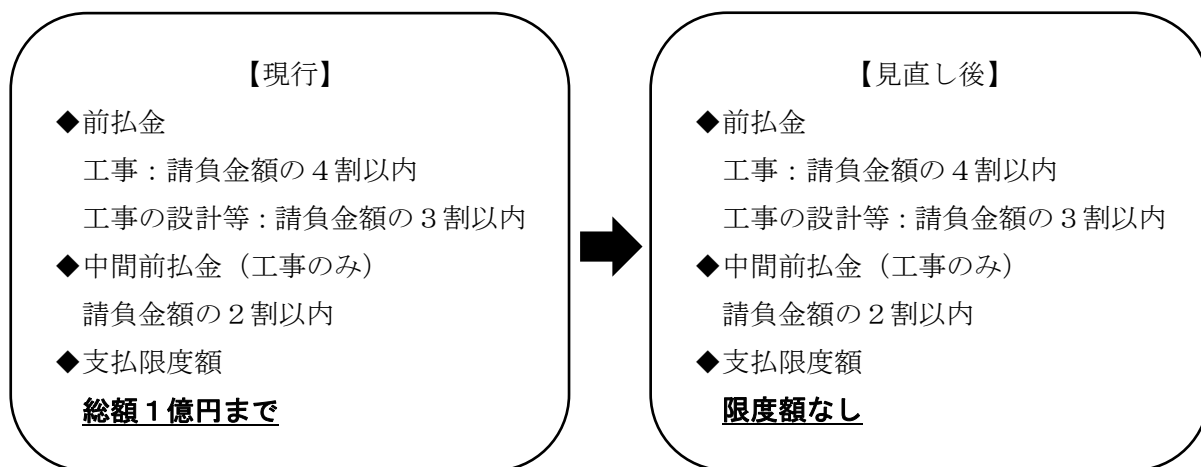 【現行】
◆前払金
工事：請負金額の４割以内
工事の設計等：請負金額の３割以内
◆中間前払金（工事のみ）
請負金額の２割以内
◆支払限度額
総額１億円まで
【見直し後】
◆前払金
工事：請負金額の４割以内
工事の設計等：請負金額の３割以内
◆中間前払金（工事のみ）
請負金額の２割以内
◆支払限度額
限度額なし